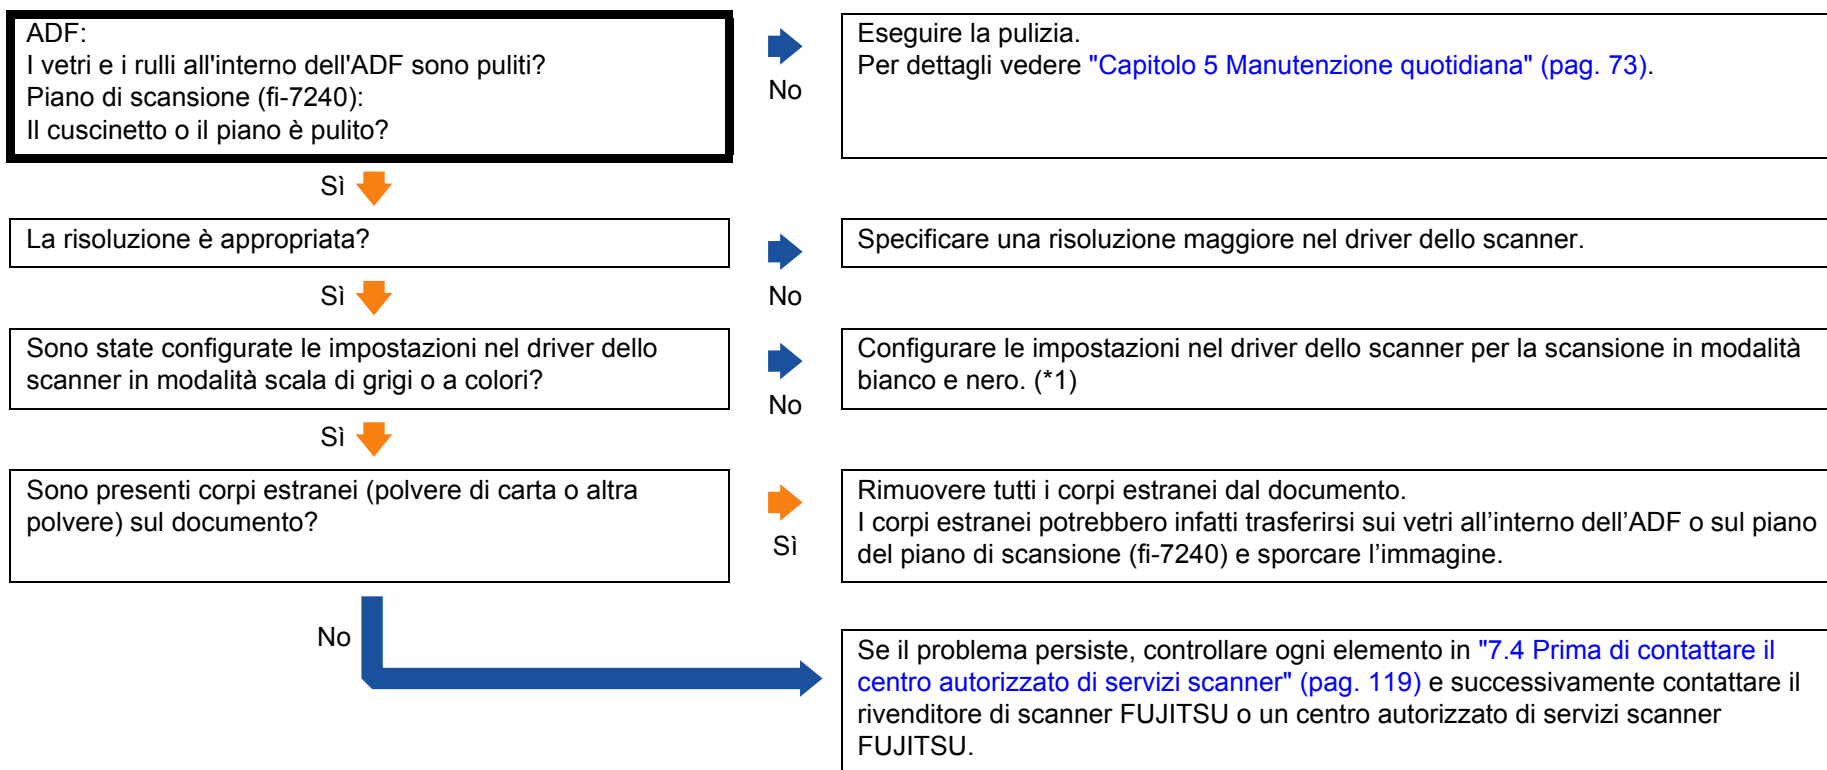 ADF:
I vetri e i rulli all'interno dell'ADF sono puliti?
Piano di scansione (fi-7240):
Il cuscinetto o il piano è pulito?
No
Eseguire la pulizia.
Per dettagli vedere "Capitolo 5 Manutenzione quotidiana" (pag. 73).
Sì
La risoluzione è appropriata?
No
Specificare una risoluzione maggiore nel driver dello scanner.
Sì
Sono state configurate le impostazioni nel driver dello
scanner in modalità scala di grigi o a colori?
No
Configurare le impostazioni nel driver dello scanner per la scansione in modalità
bianco e nero. (*1)
Sì
Sono presenti corpi estranei (polvere di carta o altra
polvere) sul documento?
Sì
Rimuovere tutti i corpi estranei dal documento.
I corpi estranei potrebbero infatti trasferirsi sui vetri all’interno dell’ADF o sul piano
del piano di scansione (fi-7240) e sporcare l’immagine.
No
Se il problema persiste, controllare ogni elemento in "7.4 Prima di contattare il
centro autorizzato di servizi scanner" (pag. 119) e successivamente contattare il
rivenditore di scanner FUJITSU o un centro autorizzato di servizi scanner
FUJITSU.